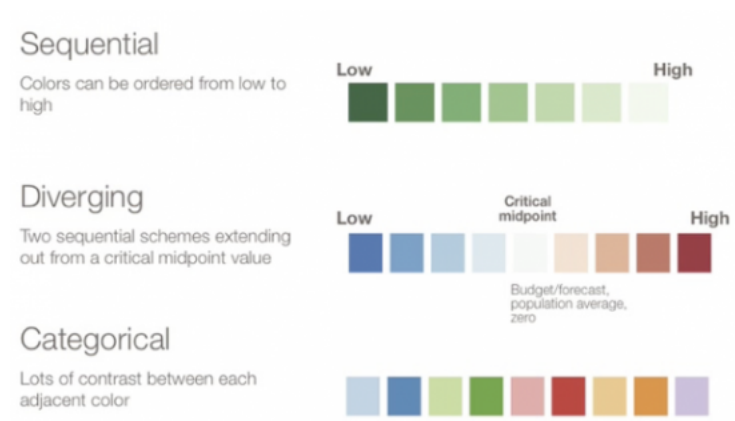 Sequential
Colors can be ordered from low to
high
Low
High
Diverging
Two sequential schemes extending
out from a critical midpoint value
Low
Critical
midpoint
High
Budget/forecast,
population average,
zero
Categorical
Lots of contrast between each
adjacent color